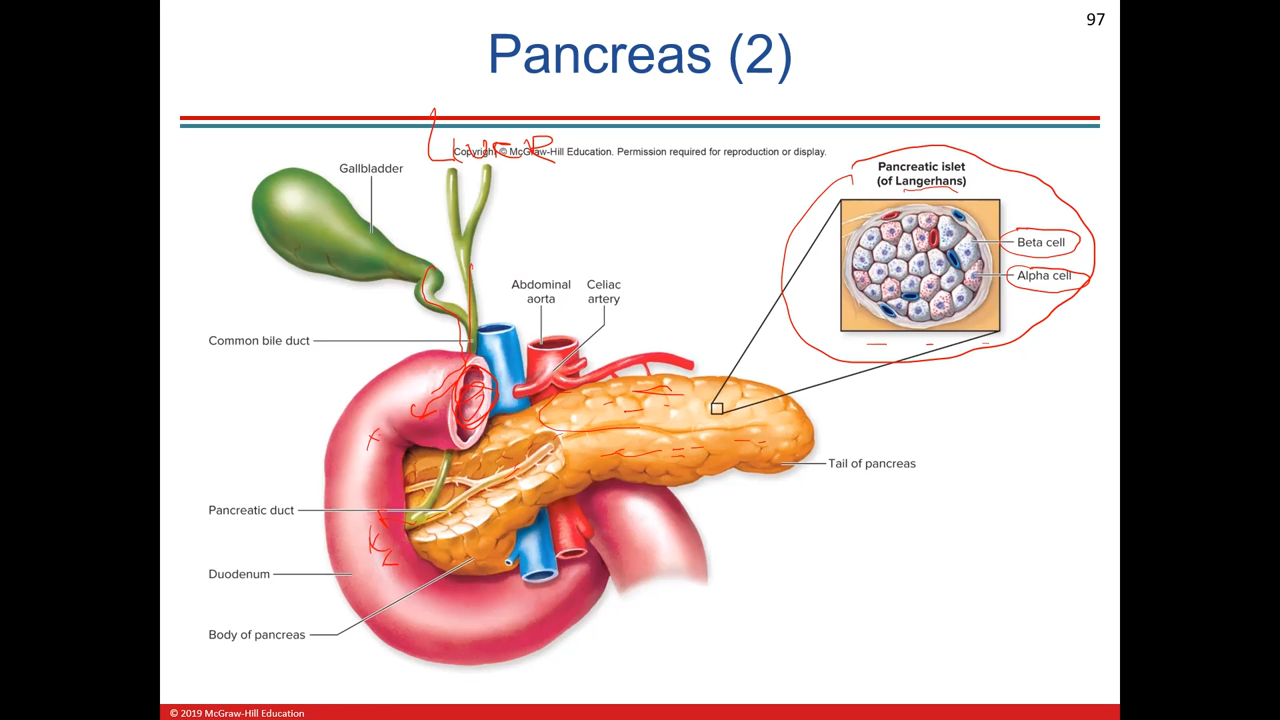 97
Pancreas (2)
LIVER
Copyright © McGraw-Hill Education. Permission required for reproduction or display.
Gallbladder
Pancreatic islet
(of Langerhans)
Beta cell
Alpha cell
Abdominal
aorta
Celiac
artery
Common bile duct
Tail of pancreas
Pancreatic duct
Duodenum
Body of pancreas
© 2019 McGraw-Hill Education